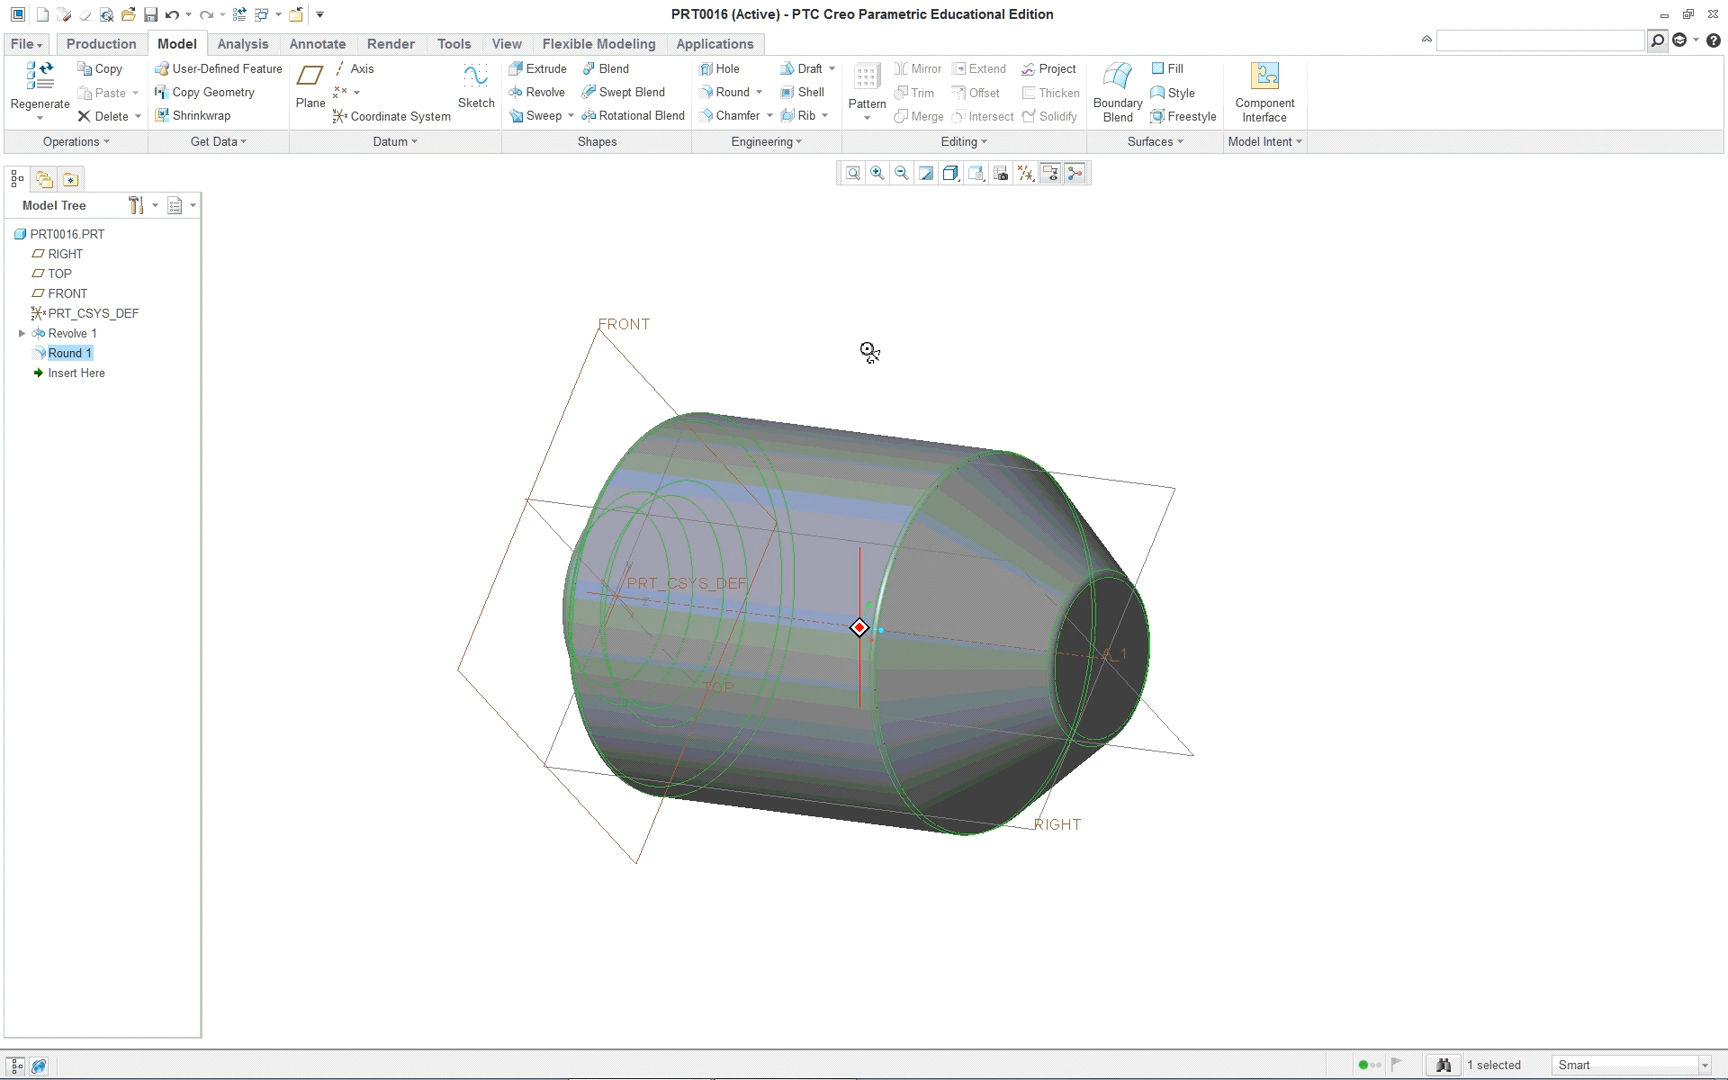 PRT0016 (Active) - PTC Creo Parametric Educational Edition
File Production Model Analysis Annotate Render Tools View Flexible Modeling Applications
Regenerate
Copy
Paste
Delete
Operations
User-Defined Feature
Copy Geometry
Shrinkwrap
Get Data
Plane
Axis
Coordinate System
Sketch
Datum
Extrude
Revolve
Sweep
Blend
Swept Blend
Rotational Blend
Shapes
Hole
Round
Chamfer
Draft
Shell
Rib
Engineering
Pattern
Mirror
Trim
Merge
Extend
Offset
Intersect
Project
Thicken
Solidify
Editing
Boundary
Blend
Fill
Style
Freestyle
Surfaces
Component
Interface
Model Intent
Model Tree
PRT0016.PRT
RIGHT
TOP
FRONT
PRT_CSYS_DEF
Revolve 1
Round 1
Insert Here
FRONT
PRT_CSYS_DEF
A_1
TOP
RIGHT
1 selected
Smart